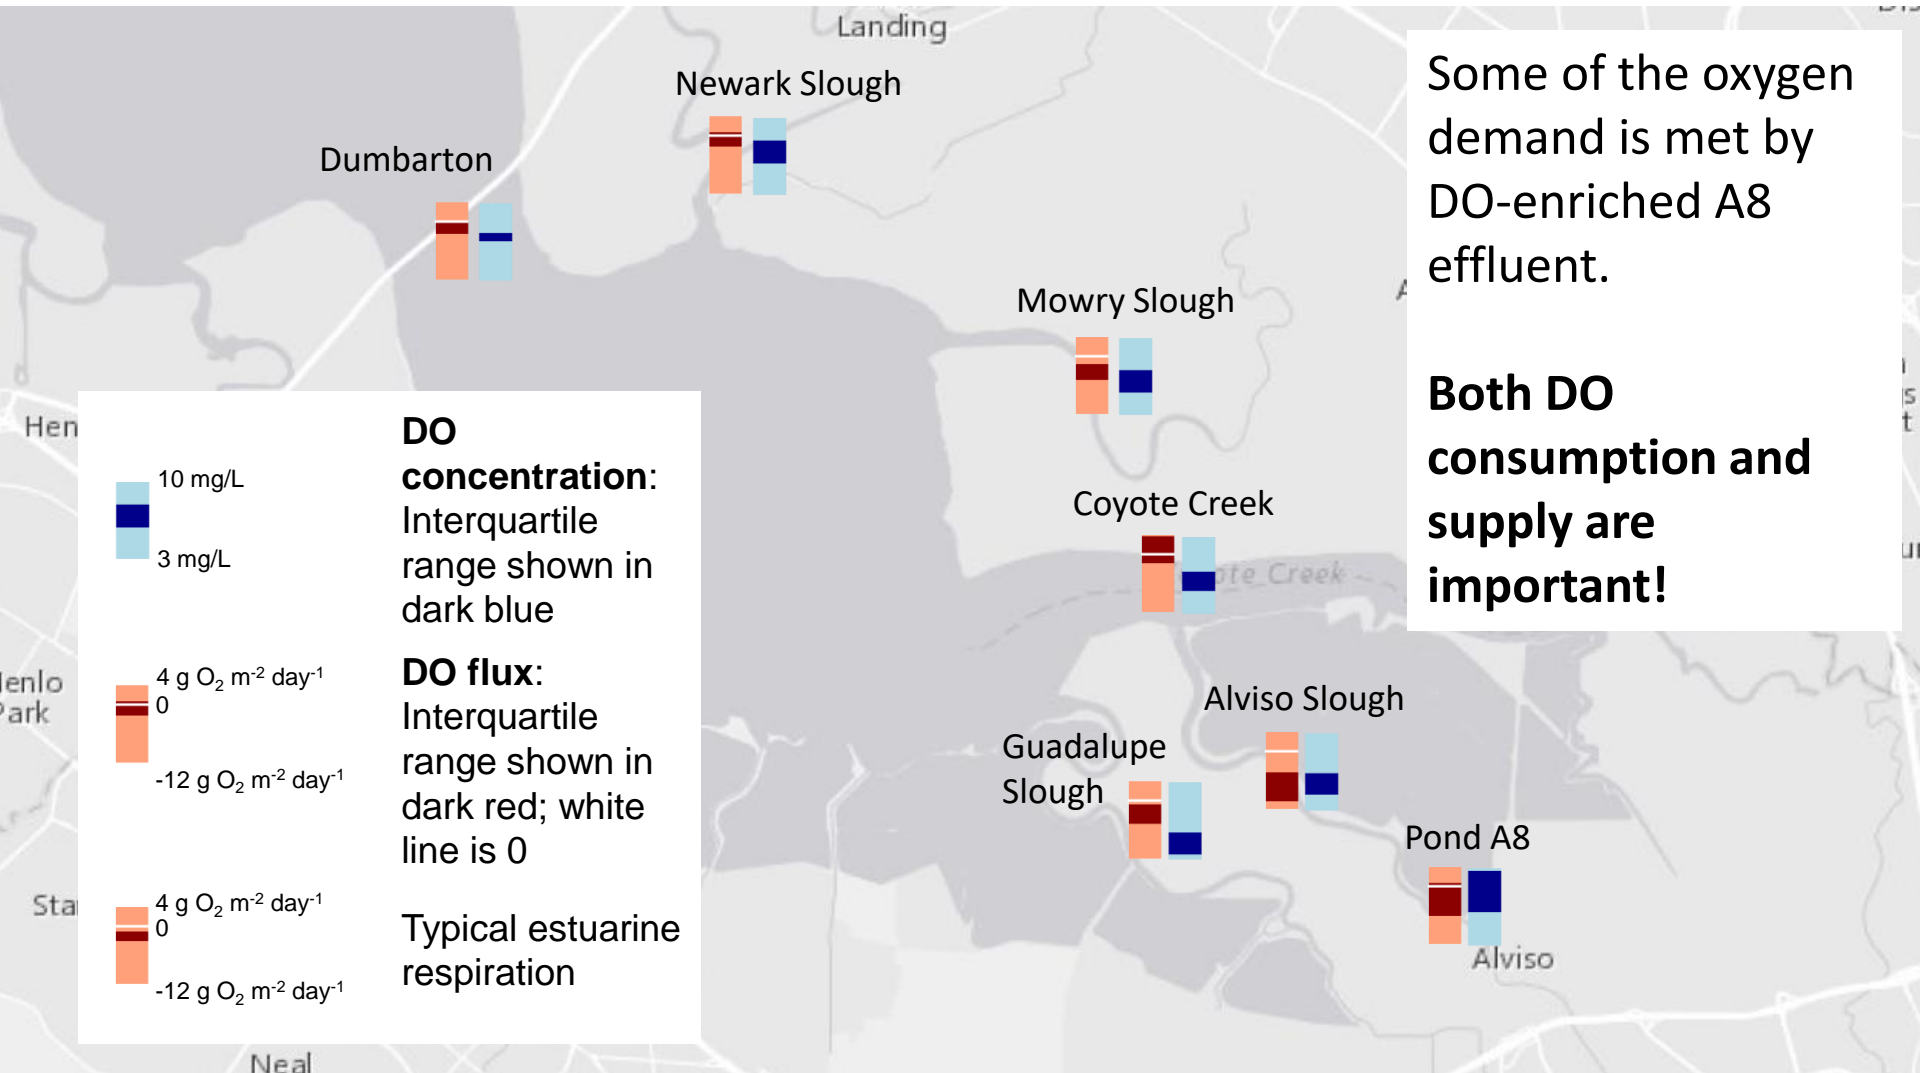 Landing
Newark Slough
Dumbarton
Mowry Slough
Coyote Creek
Creek
Alviso Slough
Guadalupe
Slough
Pond A8
Alviso
Some of the oxygen
demand is met by
DO-enriched A8
effluent.
Both DO
consumption and
supply are
important!
Hen
enlo
Park
Sta
Neal
10 mg/L
3 mg/L
DO
concentration:
Interquartile
range shown in
dark blue
4 g O₂ m⁻² day⁻¹
0
-12 g O₂ m⁻² day⁻¹
DO flux:
Interquartile
range shown in
dark red; white
line is 0
4 g O₂ m⁻² day⁻¹
0
-12 g O₂ m⁻² day⁻¹
Typical estuarine
respiration